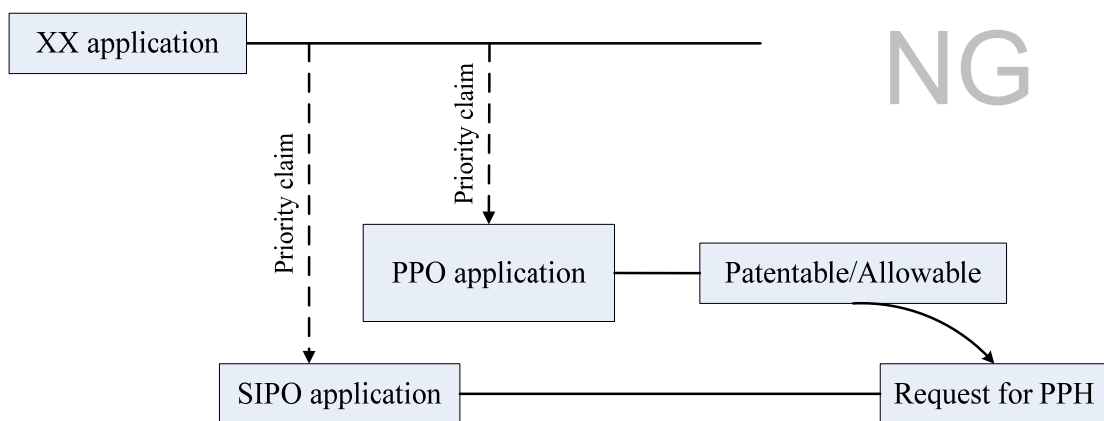 XX application
NG
Priority claim
Priority claim
PPO application
Patentable/Allowable
SIPO application
Request for PPH